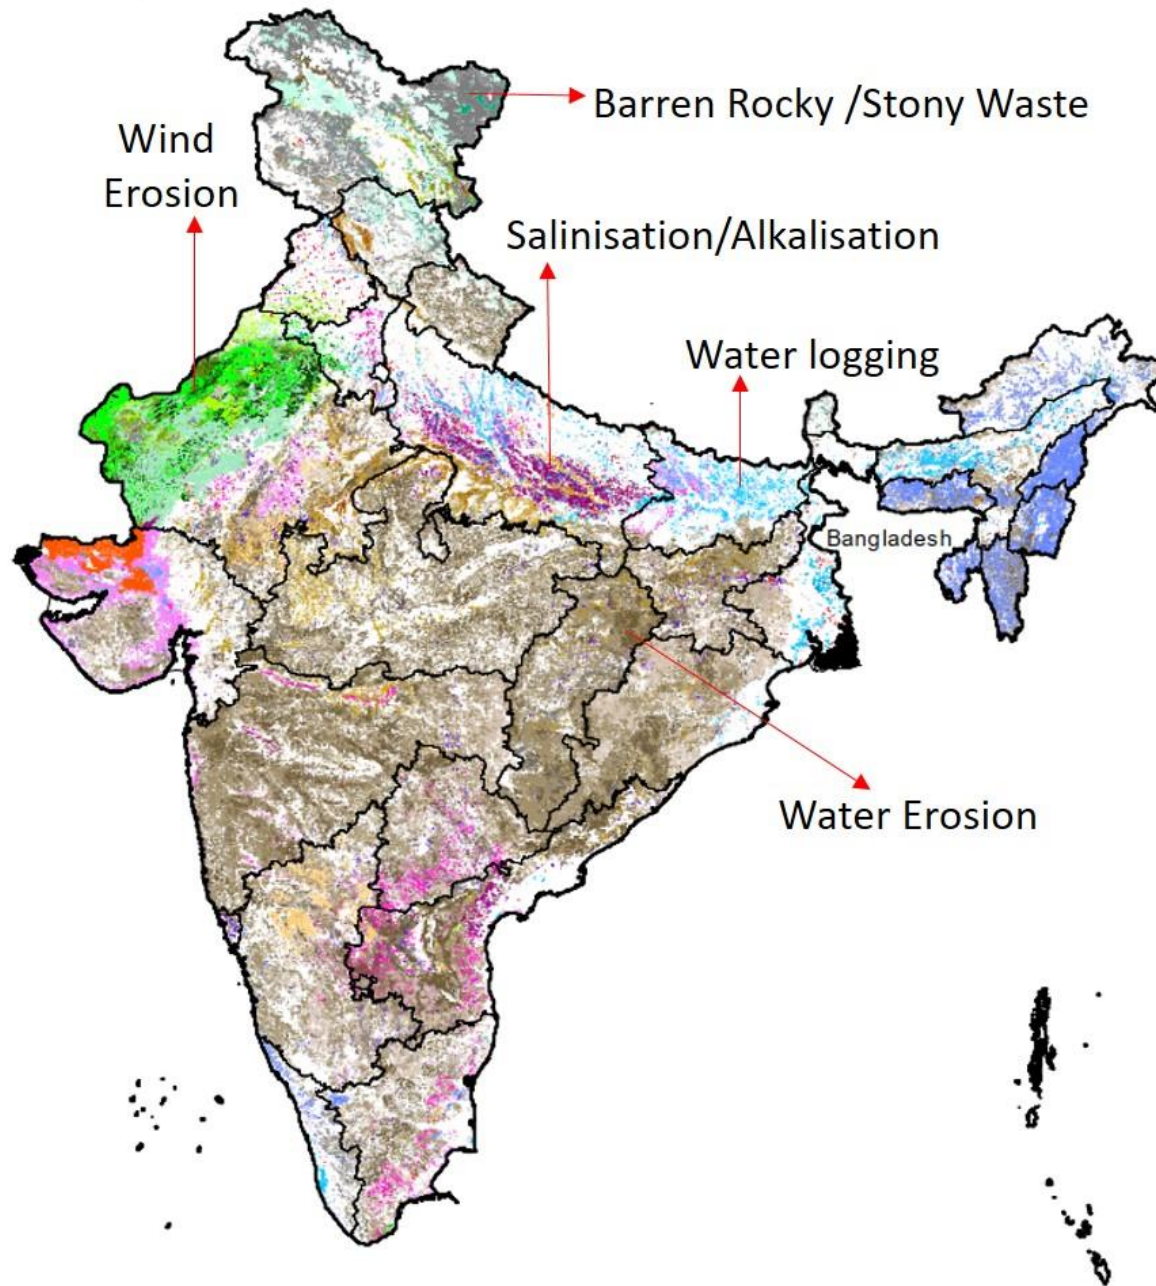 Barren Rocky /Stony Waste
Wind
Erosion
Salinisation/Alkalisation
Water logging
Bangladesh
Water Erosion